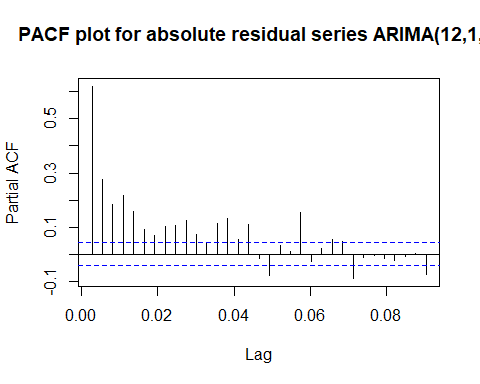 PACF plot for absolute residual series ARIMA(12,1,
Partial ACF
0.5
0.3
0.1
-0.1
0.00 0.02 0.04 0.06 0.08
Lag